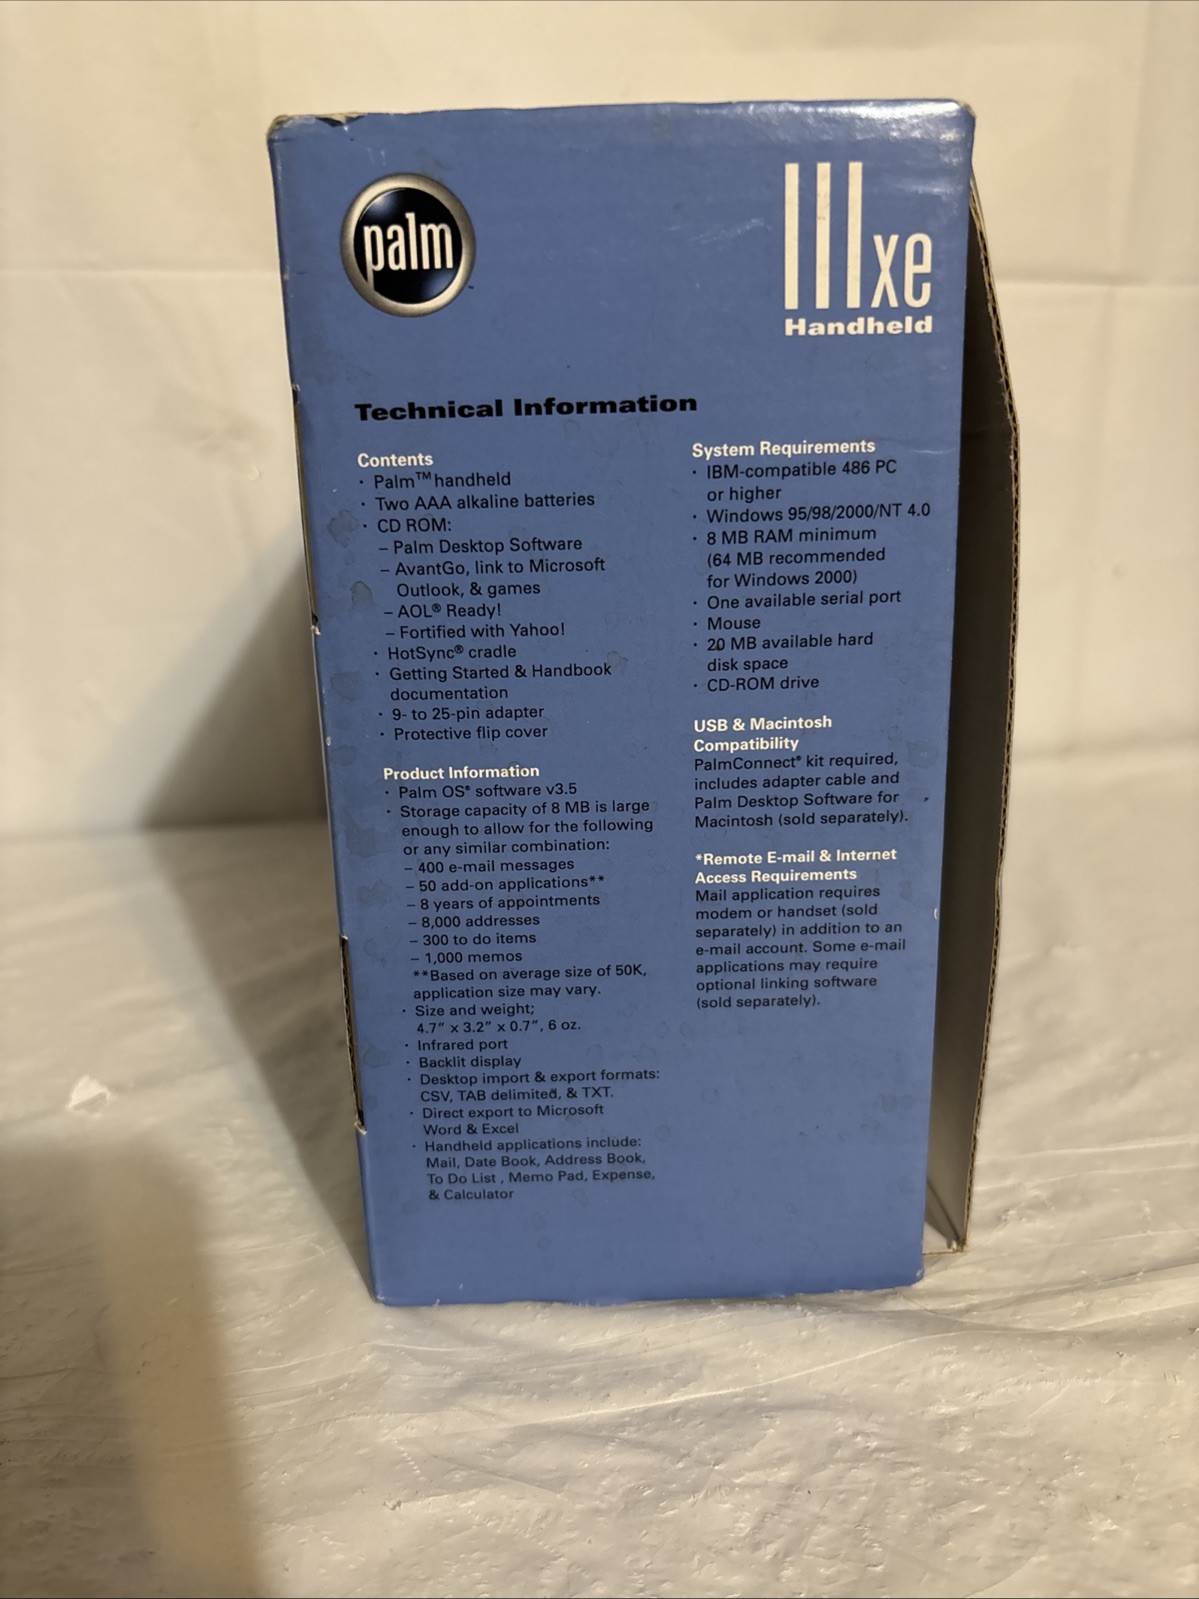 palm
IIIxe
Handheld
Technical Information
Contents
· Palm™ handheld
· Two AAA alkaline batteries
· CD ROM:
– Palm Desktop Software
– AvantGo, link to Microsoft
Outlook, & games
– AOL® Ready!
– Fortified with Yahoo!
· HotSync® cradle
· Getting Started & Handbook
documentation
· 9- to 25-pin adapter
· Protective flip cover
Product Information
· Palm OS® software v3.5
· Storage capacity of 8 MB is large
enough to allow for the following
or any similar combination:
– 400 e-mail messages
– 50 add-on applications**
– 8 years of appointments
– 8,000 addresses
– 300 to do items
– 1,000 memos
**Based on average size of 50K,
application size may vary.
· Size and weight;
4.7" x 3.2" x 0.7", 6 oz.
· Infrared port
· Backlit display
· Desktop import & export formats:
CSV, TAB delimited, & TXT.
· Direct export to Microsoft
Word & Excel
· Handheld applications include:
Mail, Date Book, Address Book,
To Do List , Memo Pad, Expense,
& Calculator
System Requirements
· IBM-compatible 486 PC
or higher
· Windows 95/98/2000/NT 4.0
· 8 MB RAM minimum
(64 MB recommended
for Windows 2000)
· One available serial port
· Mouse
· 20 MB available hard
disk space
· CD-ROM drive
USB & Macintosh
Compatibility
PalmConnect® kit required,
includes adapter cable and
Palm Desktop Software for
Macintosh (sold separately).
*Remote E-mail & Internet
Access Requirements
Mail application requires
modem or handset (sold
separately) in addition to an
e-mail account. Some e-mail
applications may require
optional linking software
(sold separately).